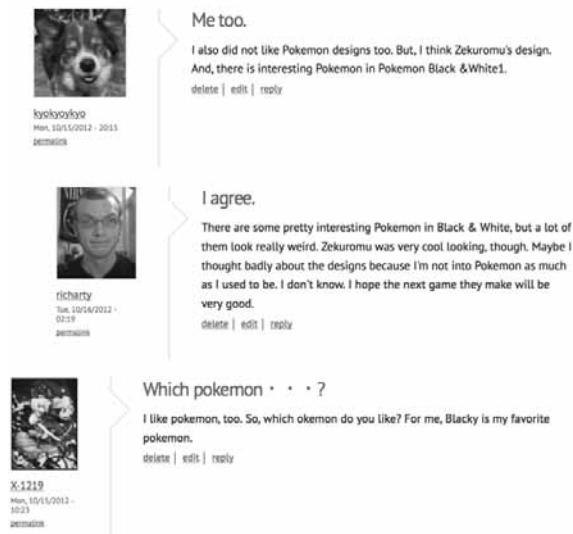 Me too.
I also did not like Pokemon designs too. But, I think Zekuromu's design.
And, there is interesting Pokemon in Pokemon Black &White1.
delete | edit | reply
kyokyoykyo
Mon, 10/15/2012 - 20:15
permalink
I agree.
There are some pretty interesting Pokemon in Black & White, but a lot of
them look really weird. Zekuromu was very cool looking, though. Maybe I
thought badly about the designs because I'm not into Pokemon as much
as I used to be. I don't know. I hope the next game they make will be
very good.
delete | edit | reply
richarty
Tue, 10/16/2012 -
02:19
permalink
Which pokemon・・・?
I like pokemon, too. So, which okemon do you like? For me, Blacky is my favorite
pokemon.
delete | edit | reply
X-1219
Mon, 10/15/2012 -
10:23
permalink